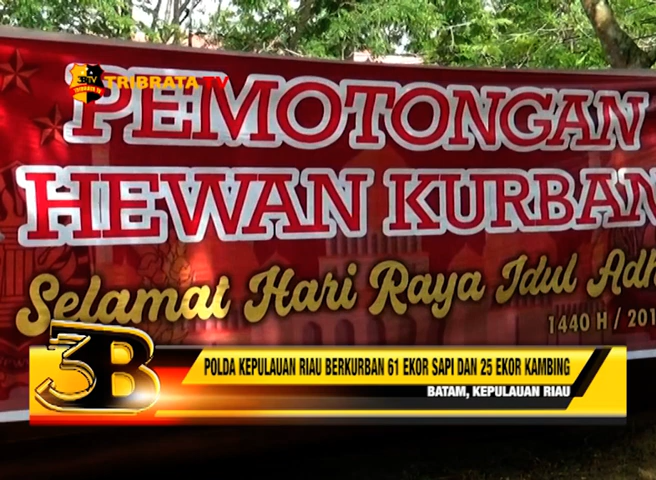 TRIBRATA TV
PEMOTONGAN
HEWAN KURBAN
Selamat Hari Raya Idul Adh
1440 H / 201
3B
POLDA KEPULAUAN RIAU BERKURBAN 61 EKOR SAPI DAN 25 EKOR KAMBING
BATAM, KEPULAUAN RIAU